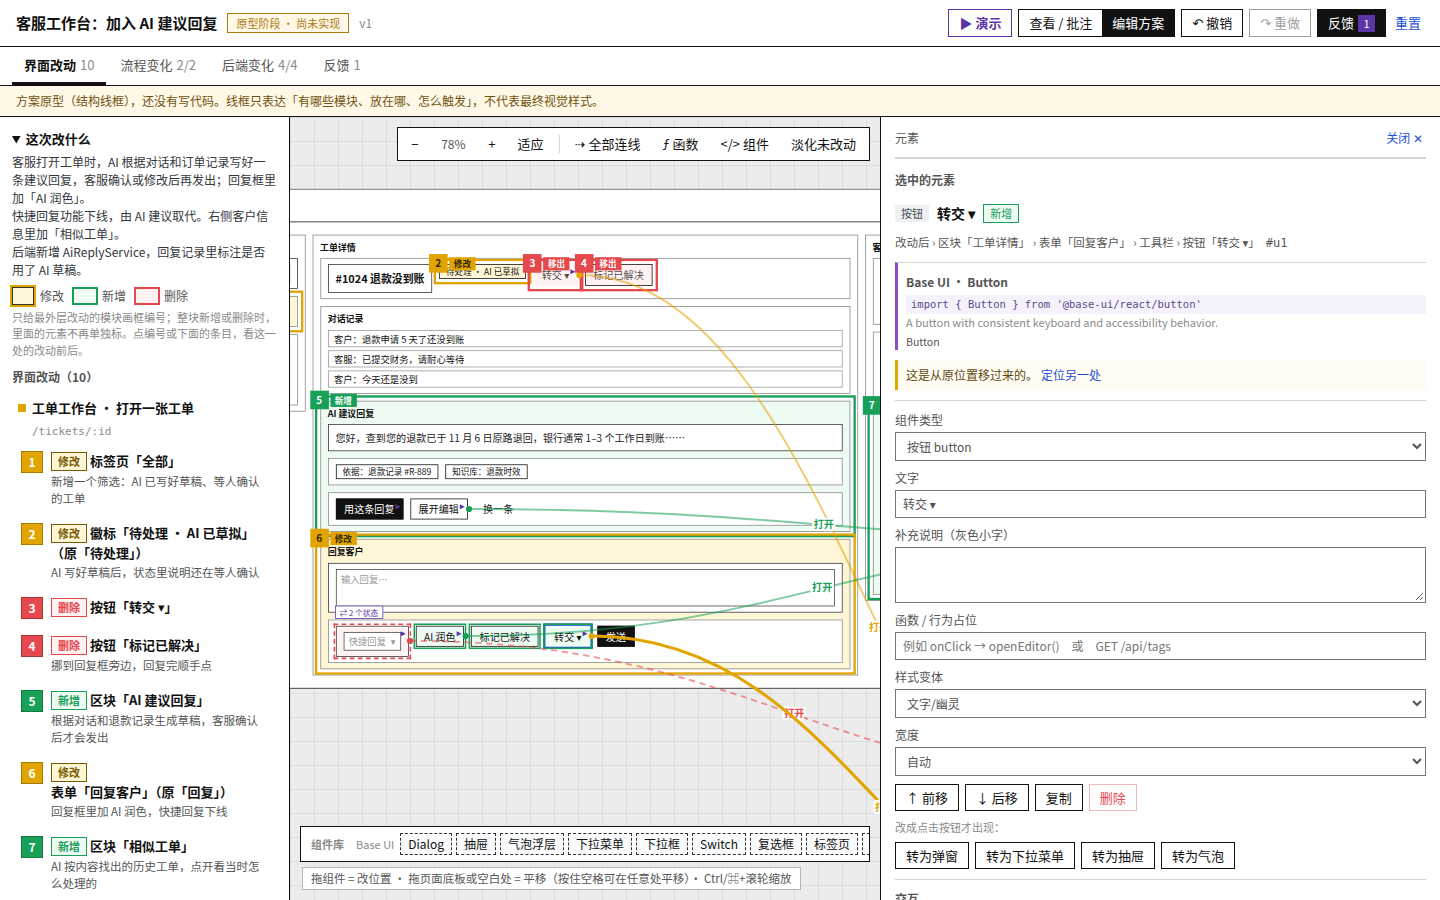 客服工作台：加入 AI 建议回复
原型阶段 · 尚未实现
v1
▶ 演示
查看 / 批注
编辑方案
↶ 撤销
↷ 重做
反馈 1
重置
界面改动 10
流程变化 2/2
后端变化 4/4
反馈 1
方案原型（结构线框），还没有写代码。线框只表达「有哪些模块、放在哪、怎么触发」，不代表最终视觉样式。
▼ 这次改什么
客服打开工单时，AI 根据对话和订单记录写好一
条建议回复，客服确认或修改后再发出；回复框里
加「AI 润色」。
快捷回复功能下线，由 AI 建议取代。右侧客户信
息里加「相似工单」。
后端新增 AiReplyService，回复记录里标注是否
用了 AI 草稿。
修改
新增
删除
只给最外层改动的模块画框编号；整块新增或删除时，
里面的元素不再单独标。点编号或下面的条目，看这一
处的改动前后。
界面改动（10）
工单工作台 · 打开一张工单
/tickets/:id
1
修改 标签页「全部」
新增一个筛选：AI 已写好草稿、等人确认
的工单
2
修改 徽标「待处理 · AI 已草拟」
（原「待处理」）
AI 写好草稿后，状态里说明还在等人确认
3
删除 按钮「转交 ▾」
4
删除 按钮「标记已解决」
挪到回复框旁边，回复完顺手点
5
新增 区块「AI 建议回复」
根据对话和退款记录生成草稿，客服确认
后才会发出
6
修改
表单「回复客户」（原「回复」）
回复框里加 AI 润色，快捷回复下线
7
新增 区块「相似工单」
AI 按内容找出的历史工单，点开看当时怎
么处理的
−
78%
+
适应
⇢ 全部连线
ƒ 函数
</> 组件
淡化未改动
工单详情
#1024 退款没到账
2 修改
待处理 · AI 已草拟
3 移出
转交 ▾
4 移出
标记已解决
对话记录
客户：退款申请 5 天了还没到账
客服：已提交财务，请耐心等待
客户：今天还是没到
5 新增
AI 建议回复
您好，查到您的退款已于 11 月 6 日原路退回，银行通常 1–3 个工作日到账⋯⋯
依据：退款记录 #R-889
知识库：退款时效
用这条回复
展开编辑
换一条
打开
6 修改
回复客户
输入回复⋯
打开
⇄ 2 个状态
快捷回复 ▾
AI 润色
标记已解决
转交 ▾
发送
打开
7
组件库
Base UI
Dialog
抽屉
气泡浮层
下拉菜单
下拉框
Switch
复选框
标签页
拖组件 = 改位置 · 拖页面底板或空白处 = 平移（按住空格可在任意处平移）· Ctrl/⌘+滚轮缩放
元素
关闭 ✕
选中的元素
按钮 转交 ▾ 新增
改动后 › 区块「工单详情」 › 表单「回复客户」 › 工具栏 › 按钮「转交 ▾」 #u1
Base UI · Button
import { Button } from '@base-ui/react/button'
A button with consistent keyboard and accessibility behavior.
Button
这是从原位置移过来的。 定位另一处
组件类型
按钮 button
文字
转交 ▾
补充说明（灰色小字）
函数 / 行为占位
例如 onClick → openEditor() 或 GET /api/tags
样式变体
文字/幽灵
宽度
自动
↑ 前移
↓ 后移
复制
删除
改成点击按钮才出现：
转为弹窗
转为下拉菜单
转为抽屉
转为气泡
交互